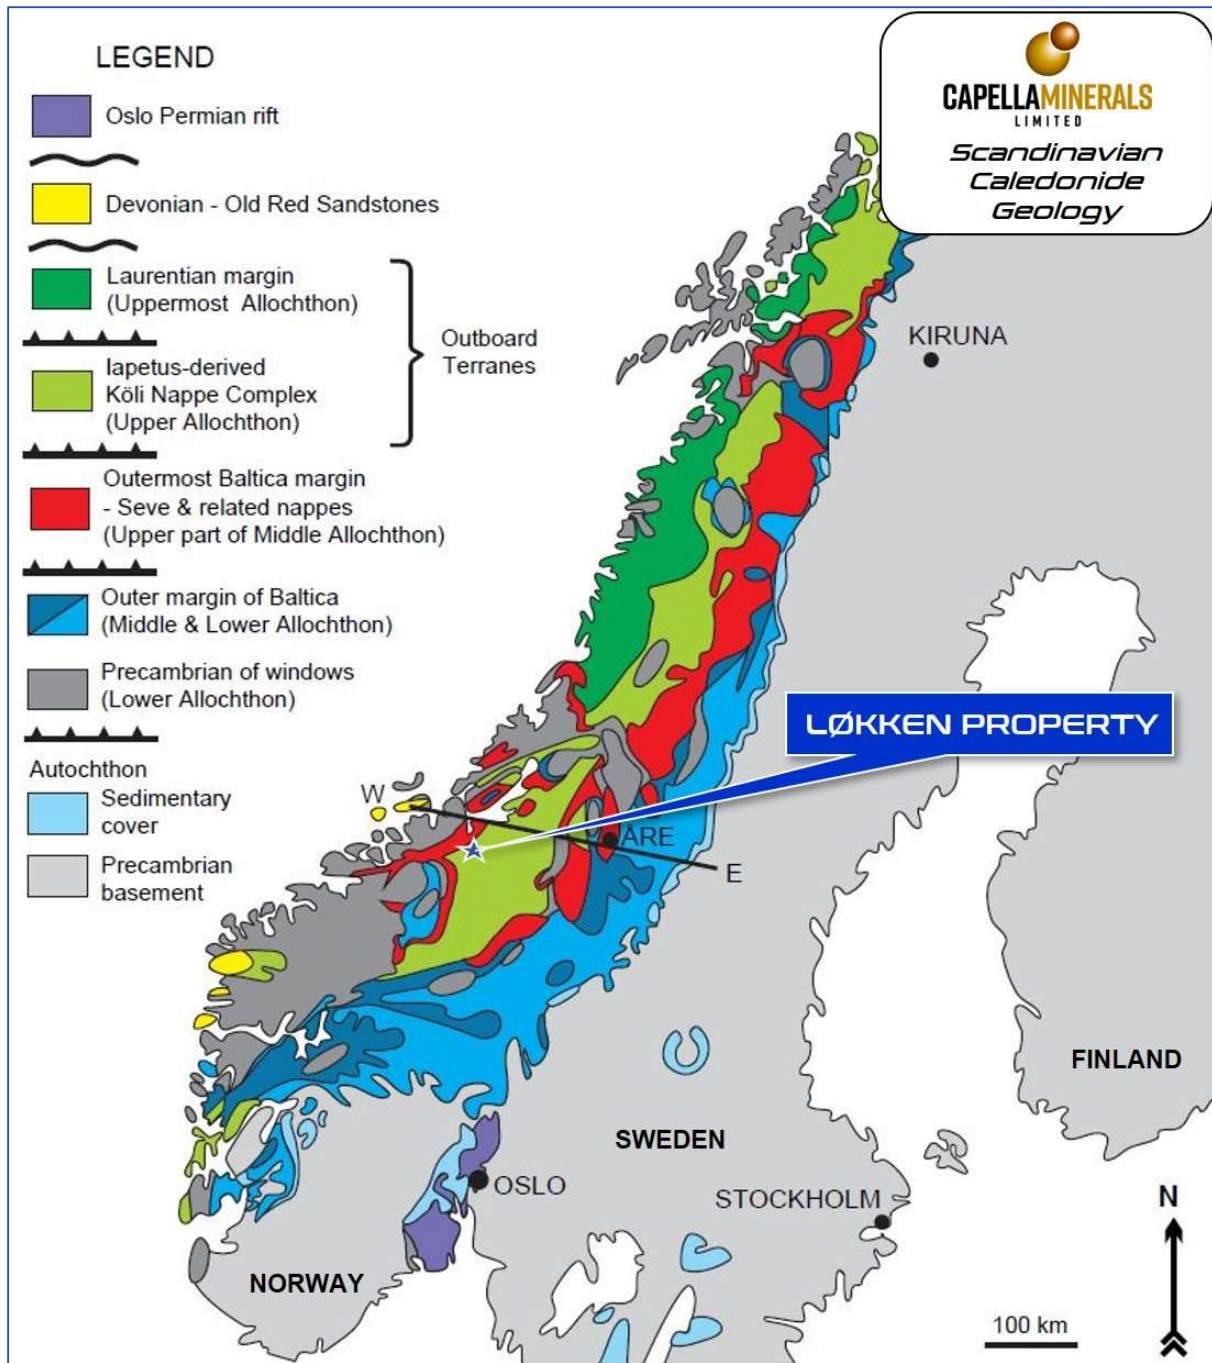 LEGEND
Oslo Permian rift
Devonian - Old Red Sandstones
Laurentian margin
(Uppermost Allochthon)
Iapetus-derived
Köli Nappe Complex
(Upper Allochthon)
Outboard
Terranes
Outermost Baltica margin
- Seve & related nappes
(Upper part of Middle Allochthon)
Outer margin of Baltica
(Middle & Lower Allochthon)
Precambrian of windows
(Lower Allochthon)
Autochthon
Sedimentary
cover
Precambrian
basement
CAPELLAMINERALS
LIMITED
Scandinavian
Caledonide
Geology
KIRUNA
LØKKEN PROPERTY
W
ÅRE
E
FINLAND
SWEDEN
OSLO
STOCKHOLM
NORWAY
N
100 km